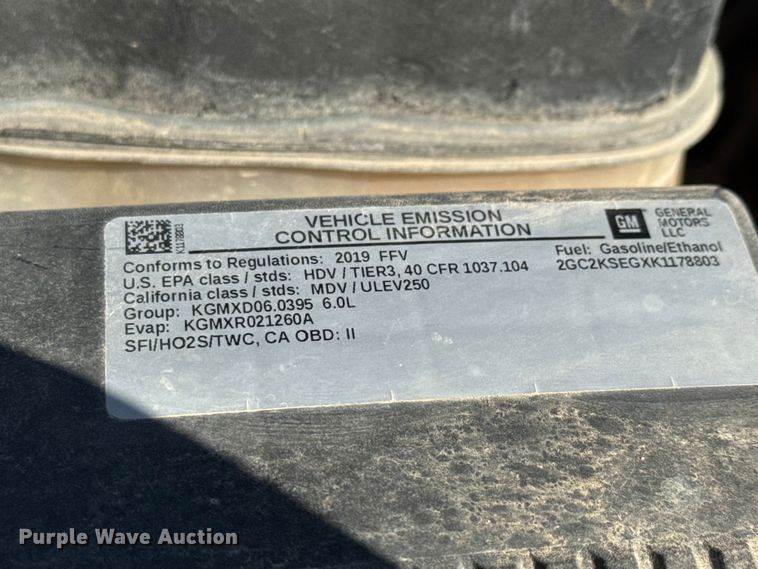 K1178803
VEHICLE EMISSION
CONTROL INFORMATION
GM
GENERAL
MOTORS
LLC
Conforms to Regulations: 2019 FFV
U.S. EPA class / stds: HDV / TIER3, 40 CFR 1037.104
California class / stds: MDV / ULEV250
Group: KGMXD06.0395 6.0L
Evap: KGMXR021260A
SFI/HO2S/TWC, CA OBD: II
Fuel: Gasoline/Ethanol
2GC2KSEGXK1178803
Purple Wave Auction®